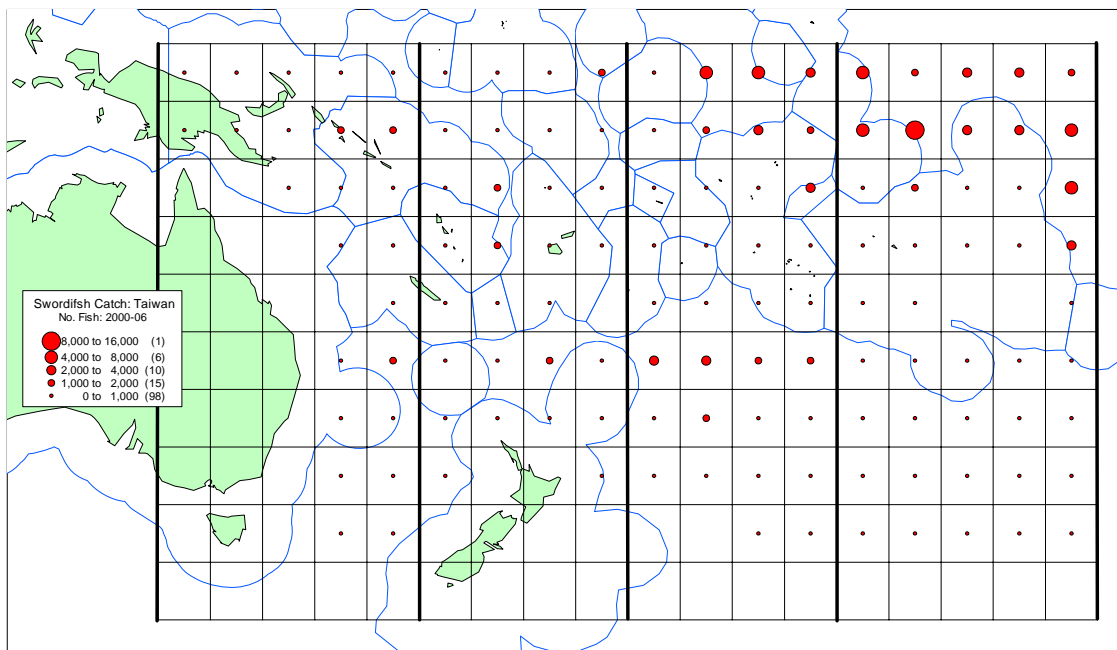 Swordifsh Catch: Taiwan
No. Fish: 2000-06
8,000 to 16,000 (1)
4,000 to 8,000 (6)
2,000 to 4,000 (10)
1,000 to 2,000 (15)
0 to 1,000 (98)